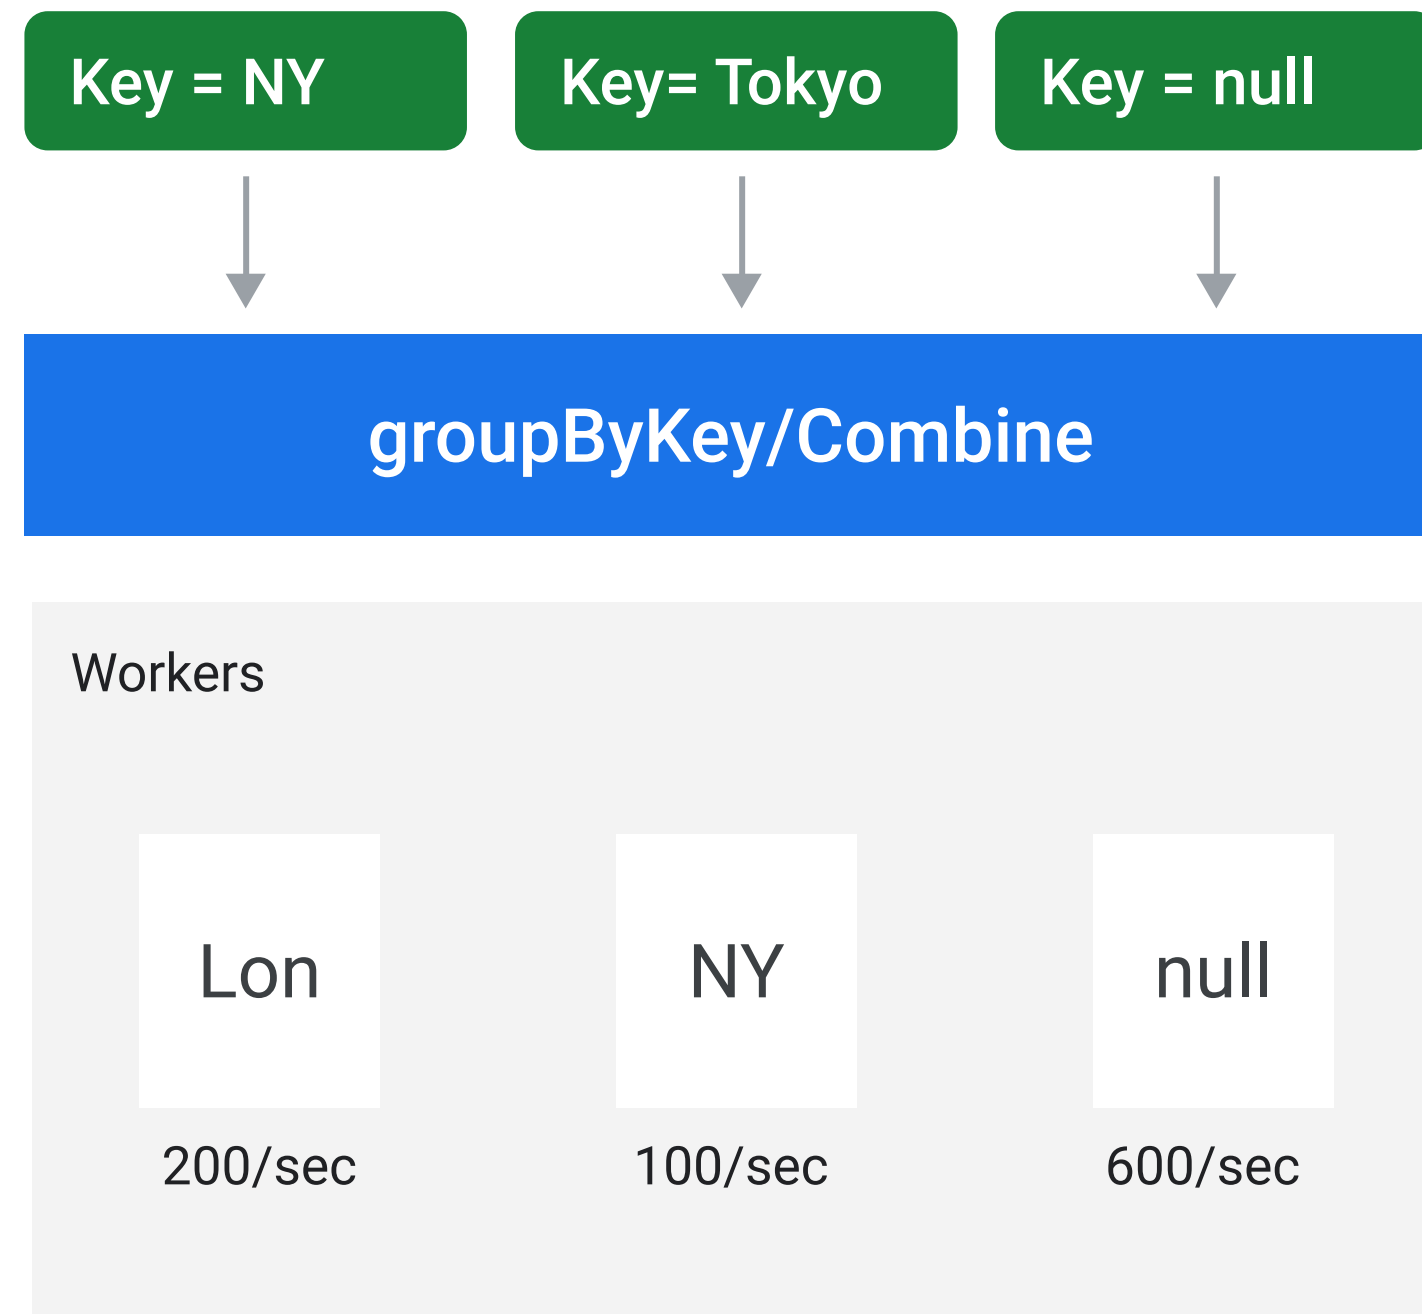 Key = NY
Key= Tokyo
Key = null
groupByKey/Combine
Workers
Lon
NY
null
200/sec
100/sec
600/sec